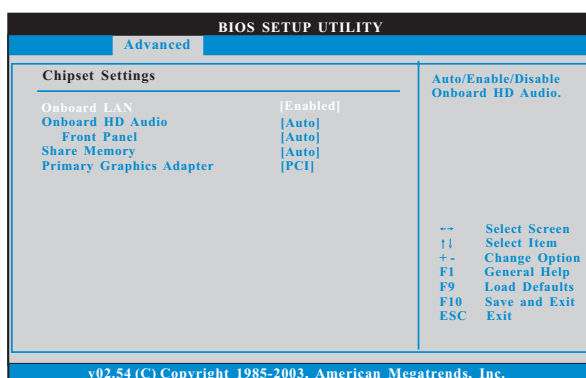 BIOS SETUP UTILITY
Advanced
Chipset Settings
Onboard LAN [Enabled]
Onboard HD Audio [Auto]
Front Panel [Auto]
Share Memory [Auto]
Primary Graphics Adapter [PCI]
Auto/Enable/Disable
Onboard HD Audio.
←→ Select Screen
↑↓ Select Item
+- Change Option
F1 General Help
F9 Load Defaults
F10 Save and Exit
ESC Exit
v02.54 (C) Copyright 1985-2003, American Megatrends, Inc.